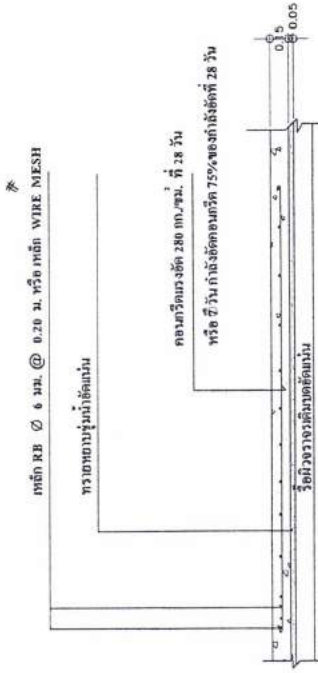 เหล็ก RB Ø 6 มม. @ 0.20 ม. หรือ เหล็ก WIRE MESH
ทรายหยาบชุ่มน้ำอัดแน่น
คอนกรีตแรงอัด 280 กก./ซม. ที่ 28 วัน
หรือ 7 วัน กำลังอัดคอนกรีต 75% ของกำลังอัดที่ 28 วัน
รื้อผิวจราจรเดิมบดอัดแน่น
0.15
0.05